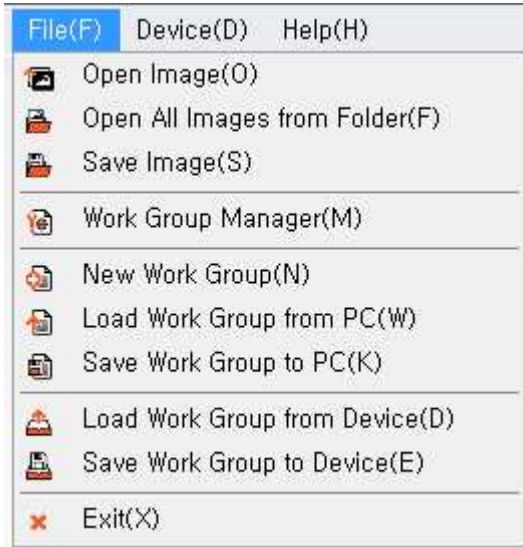 File(F) Device(D) Help(H)
Open Image(O)
Open All Images from Folder(F)
Save Image(S)
Work Group Manager(M)
New Work Group(N)
Load Work Group from PC(W)
Save Work Group to PC(K)
Load Work Group from Device(D)
Save Work Group to Device(E)
Exit(X)